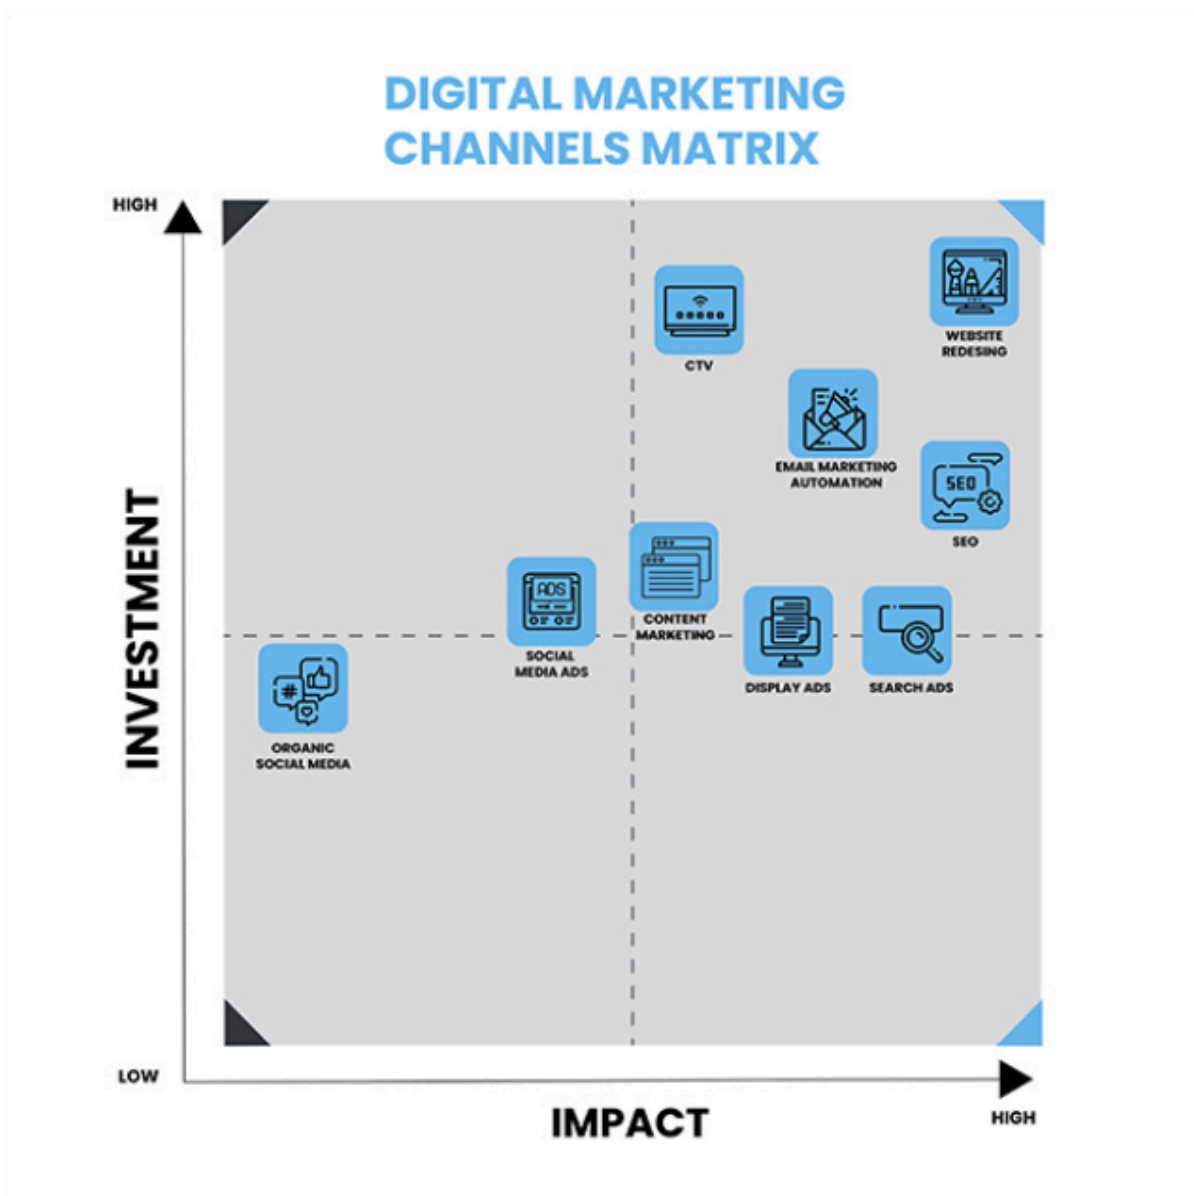 DIGITAL MARKETING
CHANNELS MATRIX
HIGH
WEBSITE
REDESING
CTV
EMAIL MARKETING
AUTOMATION
SEO
SEO
ADS
CONTENT
MARKETING
SOCIAL
MEDIA ADS
DISPLAY ADS
SEARCH ADS
#
ORGANIC
SOCIAL MEDIA
INVESTMENT
LOW
IMPACT
HIGH